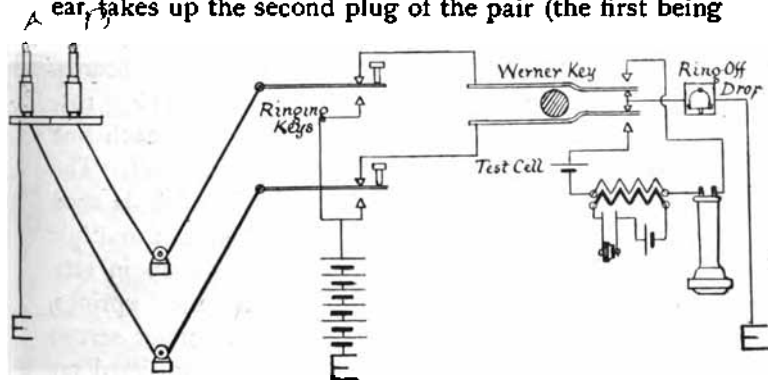 ear, takes up the second plug of the pair (the first being
A
Ringing
Keys
Werner Key
Ring Off
Drop
Test Cell
E
E
E